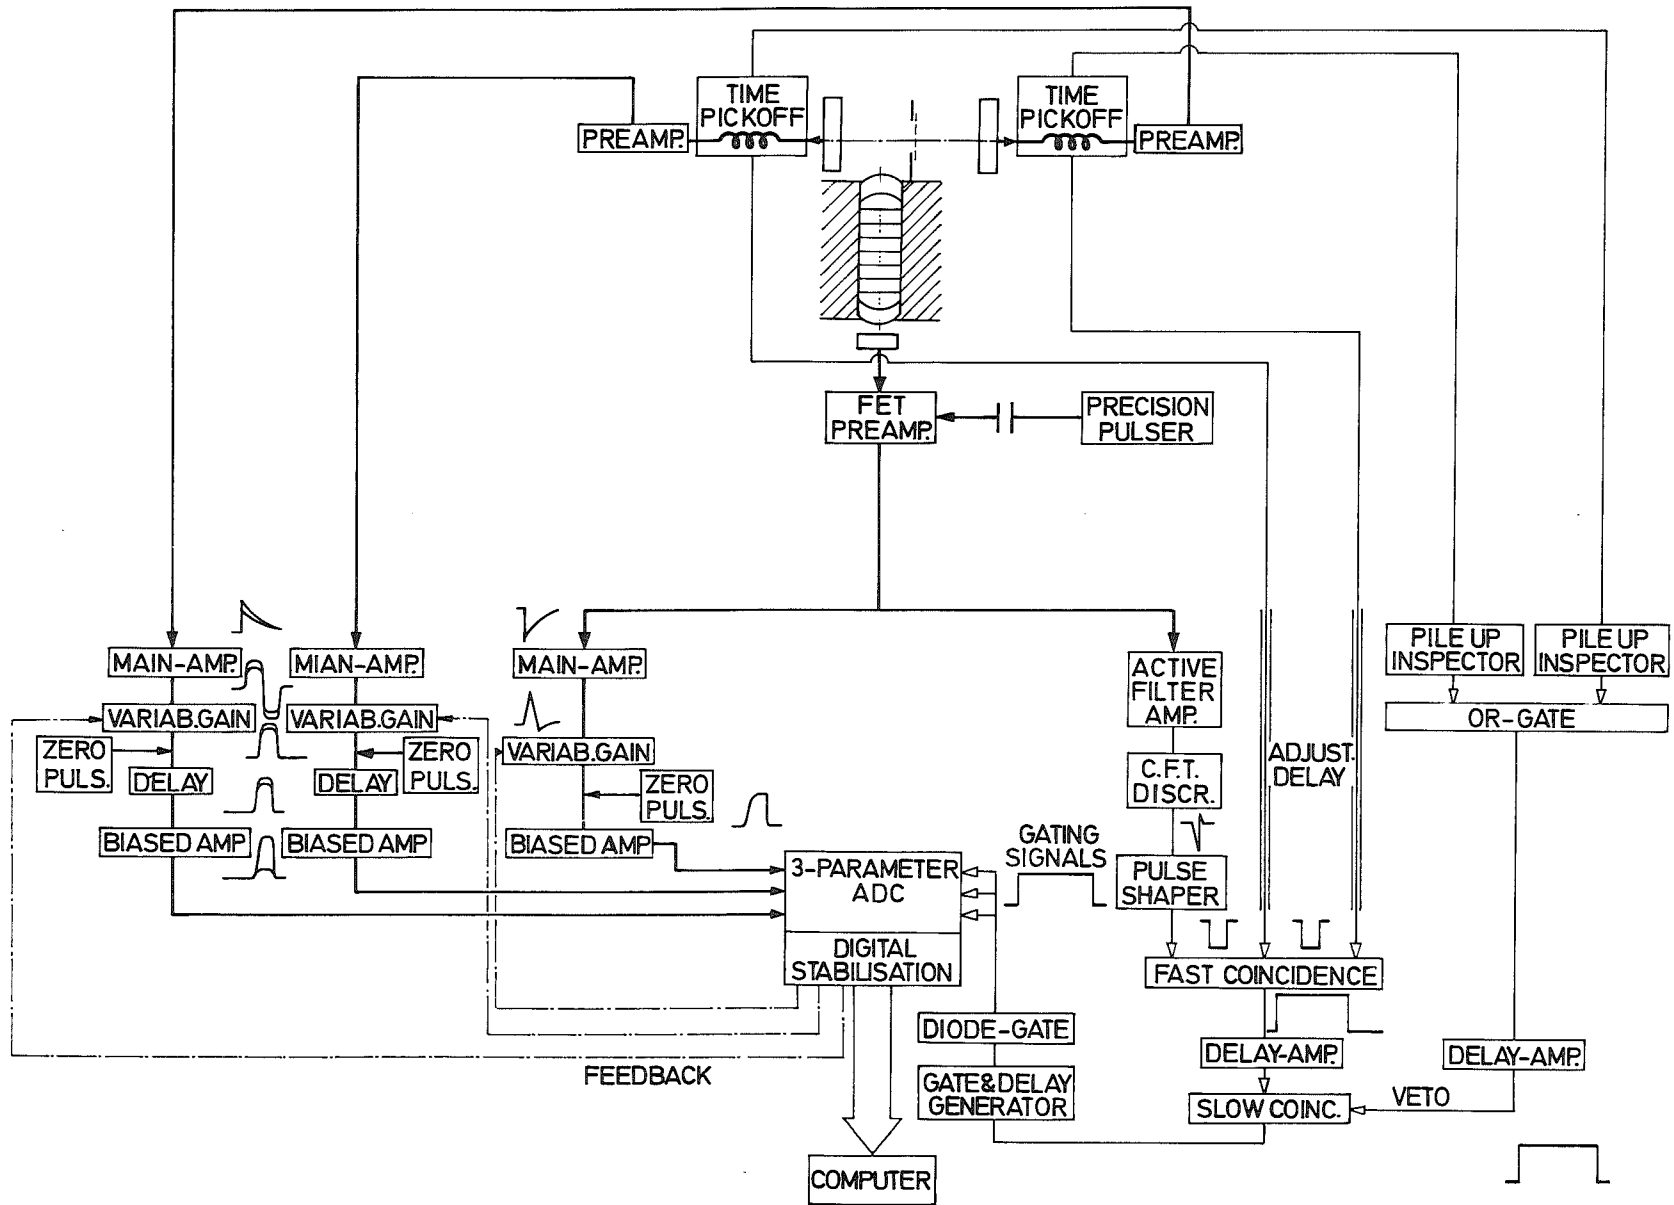 TIME
PICKOFF
TIME
PICKOFF
PREAMP.
PREAMP.
FET
PREAMP.
PRECISION
PULSER
MAIN-AMP.
MIAN-AMP.
MAIN-AMP.
ACTIVE
FILTER
AMP.
PILE UP
INSPECTOR
PILE UP
INSPECTOR
VARIAB.GAIN
VARIAB.GAIN
VARIAB.GAIN
OR-GATE
ZERO
PULS.
ZERO
PULS.
ZERO
PULS.
DELAY
DELAY
C.F.T.
DISCR.
ADJUST.
DELAY
BIASED AMP
BIASED AMP
BIASED AMP
GATING
SIGNALS
3-PARAMETER
ADC
PULSE
SHAPER
DIGITAL
STABILISATION
FAST COINCIDENCE
DIODE-GATE
DELAY-AMP.
DELAY-AMP.
FEEDBACK
GATE&DELAY
GENERATOR
SLOW COINC.
VETO
COMPUTER